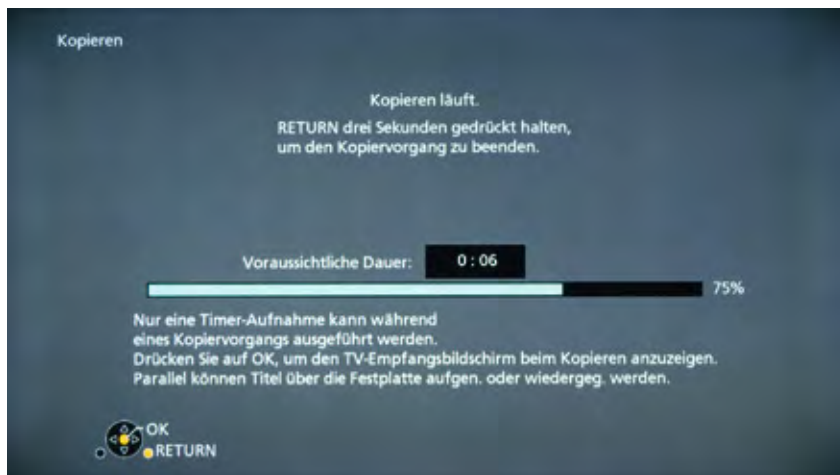 Kopieren
Kopieren läuft.
RETURN drei Sekunden gedrückt halten,
um den Kopiervorgang zu beenden.
Voraussichtliche Dauer: 0 : 06
75%
Nur eine Timer-Aufnahme kann während
eines Kopiervorgangs ausgeführt werden.
Drücken Sie auf OK, um den TV-Empfangsbildschirm beim Kopieren anzuzeigen.
Parallel können Titel über die Festplatte aufgen. oder wiedergeg. werden.
OK
RETURN